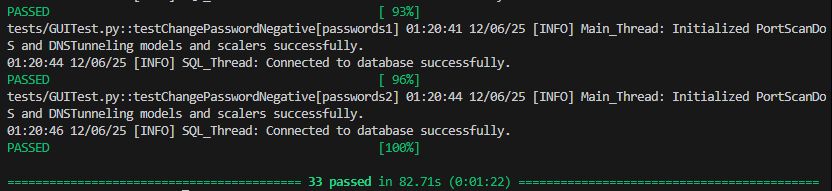 PASSED [ 93%]
tests/GUITest.py::testChangePasswordNegative[passwords1] 01:20:41 12/06/25 [INFO] Main_Thread: Initialized PortScanDo
S and DNSTunneling models and scalers successfully.
01:20:44 12/06/25 [INFO] SQL_Thread: Connected to database successfully.
PASSED [ 96%]
tests/GUITest.py::testChangePasswordNegative[passwords2] 01:20:44 12/06/25 [INFO] Main_Thread: Initialized PortScanDo
S and DNSTunneling models and scalers successfully.
01:20:46 12/06/25 [INFO] SQL_Thread: Connected to database successfully.
PASSED [100%]
========================================== 33 passed in 82.71s (0:01:22) ==========================================